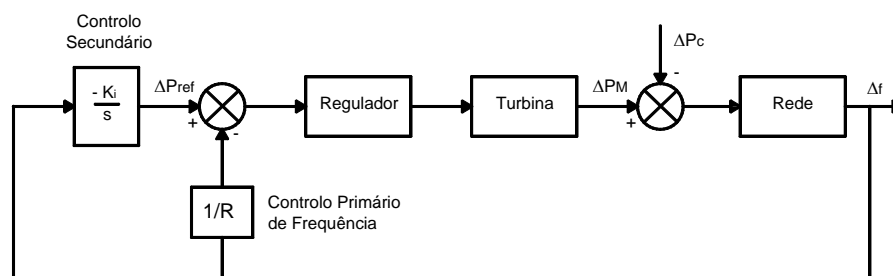 Controlo
Secundário
- Ki
s
ΔPref
+
-
Regulador
Turbina
ΔPM
+
ΔPc
-
Rede
Δf
1/R
Controlo Primário
de Frequência